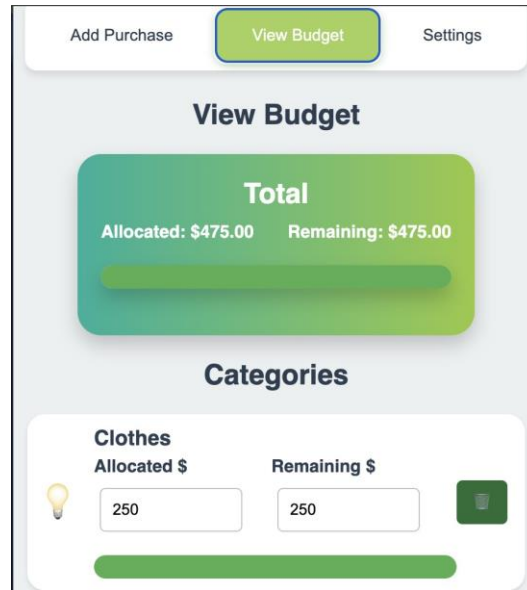 Add Purchase View Budget Settings
View Budget
Total
Allocated: $475.00 Remaining: $475.00
Categories
Clothes
Allocated $ Remaining $
250 250